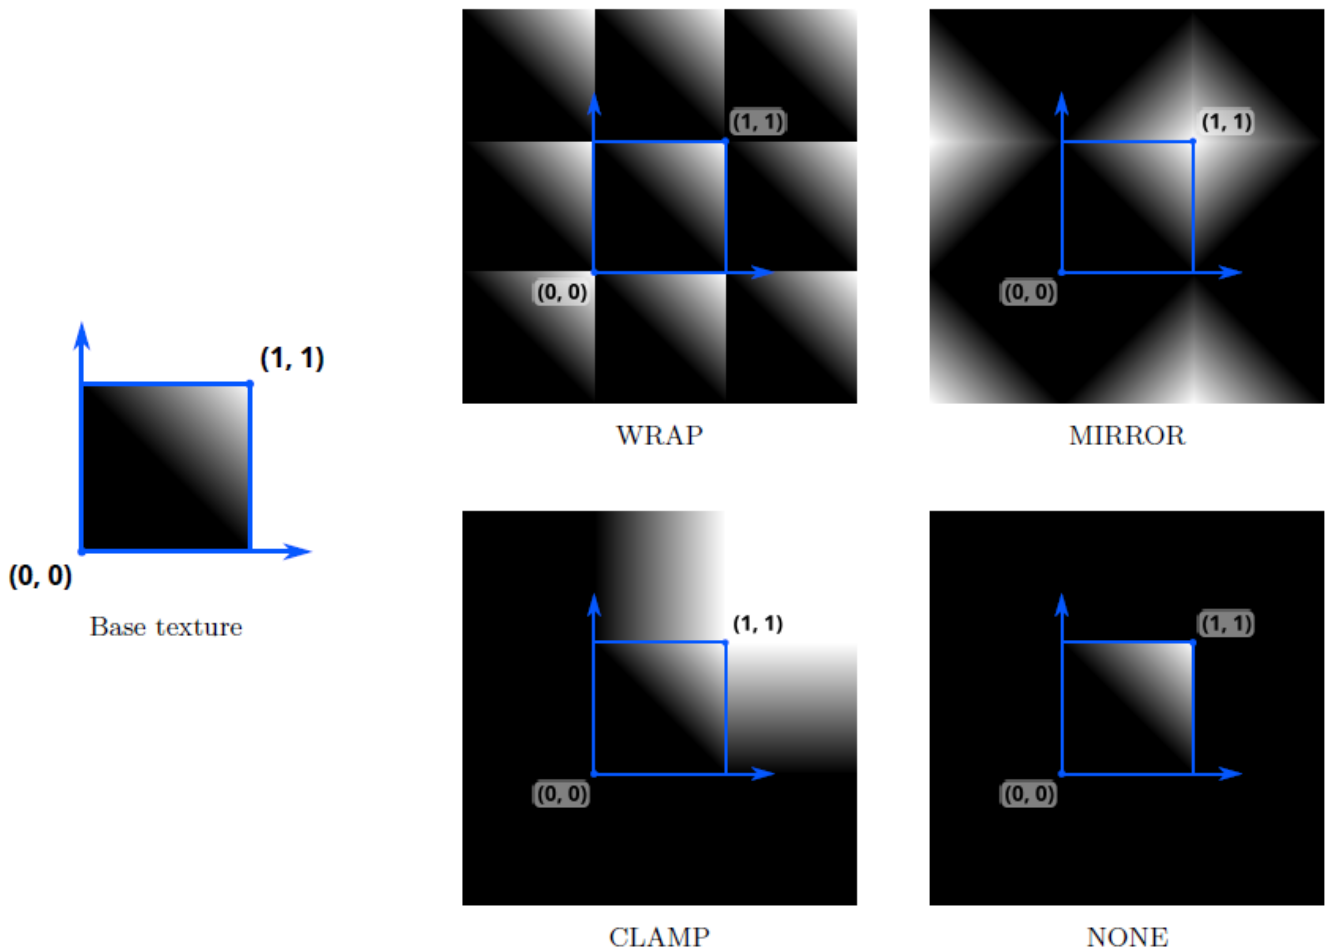 (1, 1)
(0, 0)
Base texture
(1, 1)
(0, 0)
WRAP
(1, 1)
(0, 0)
MIRROR
(1, 1)
(0, 0)
CLAMP
(1, 1)
(0, 0)
NONE